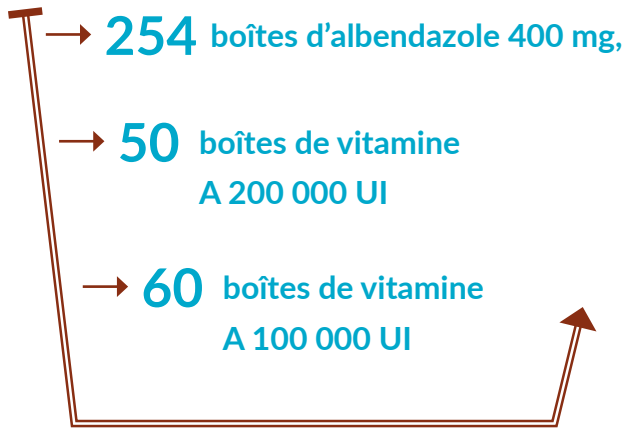 254 boîtes d’albendazole 400 mg,
50 boîtes de vitamine
A 200 000 UI
60 boîtes de vitamine
A 100 000 UI